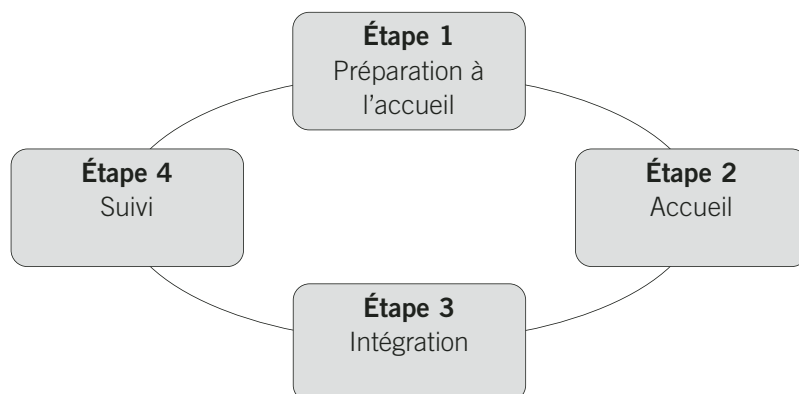 Étape 1
Préparation à
l’accueil
Étape 4
Suivi
Étape 2
Accueil
Étape 3
Intégration